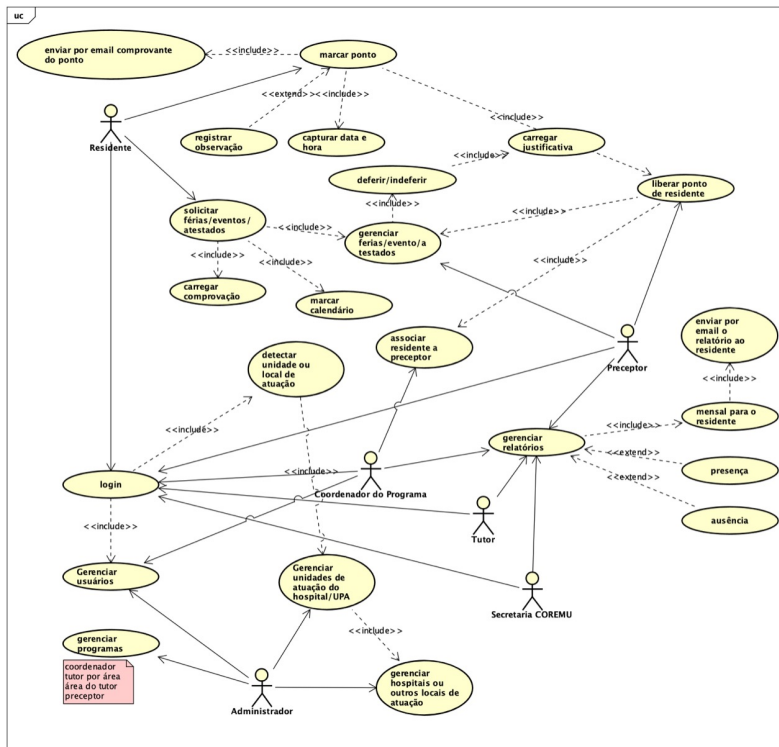 uc
enviar por email comprovante
do ponto
<<include>>
marcar ponto
<<extend>>
<<include>>
<<include>>
Residente
registrar
observação
capturar data e
hora
carregar
justificativa
<<include>>
deferir/indeferir
liberar ponto
de residente
solicitar
férias/eventos/
atestados
<<include>>
<<include>>
gerenciar
ferias/evento/a
testados
<<include>>
<<include>>
<<include>>
<<include>>
carregar
comprovação
marcar
calendário
<<include>>
enviar por
email o
relatório ao
residente
detectar
unidade ou
local de
atuação
associar
residente a
preceptor
Preceptor
<<include>>
mensal para o
residente
<<include>>
<<include>>
gerenciar
relatórios
<<extend>>
presença
<<extend>>
login
<<include>>
Coordenador do Programa
ausência
<<include>>
Tutor
Gerenciar
usuários
Gerenciar
unidades de
atuação do
hospital/UPA
Secretaria COREMU
<<include>>
gerenciar
programas
coordenador
tutor por área
área do tutor
preceptor
Administrador
gerenciar
hospitais ou
outros locais de
atuação